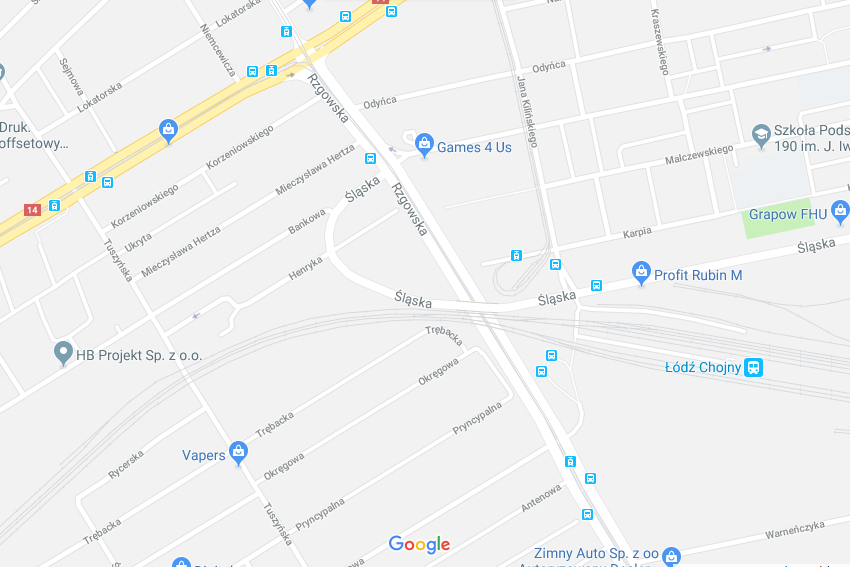 14
Lokatorska
Niemcewicza
Sejmowa
Lokatorska
Kraszewskiego
Odyńca
Jana Kilińskiego
Rzgowska
Odyńca
Druk.
offsetowy…
Korzeniowskiego
Games 4 Us
Szkoła Pods
190 im. J. Iw
Mieczysława Hertza
Malczewskiego
Śląska
Korzeniowskiego
Rzgowska
14
Bankowa
Grapow FHU
Ukryta
Karpia
Tuszyńska
Mieczysława Hertza
Śląska
Henryka
Profit Rubin M
Śląska
Śląska
Trębacka
HB Projekt Sp. z o.o.
Łódź Chojny
Okręgowa
Trębacka
Pryncypalna
Vapers
Rycerska
Okręgowa
Antenowa
Pryncypalna
Tuszyńska
Trębacka
Warneńczyka
Google
Zimny Auto Sp. z oo